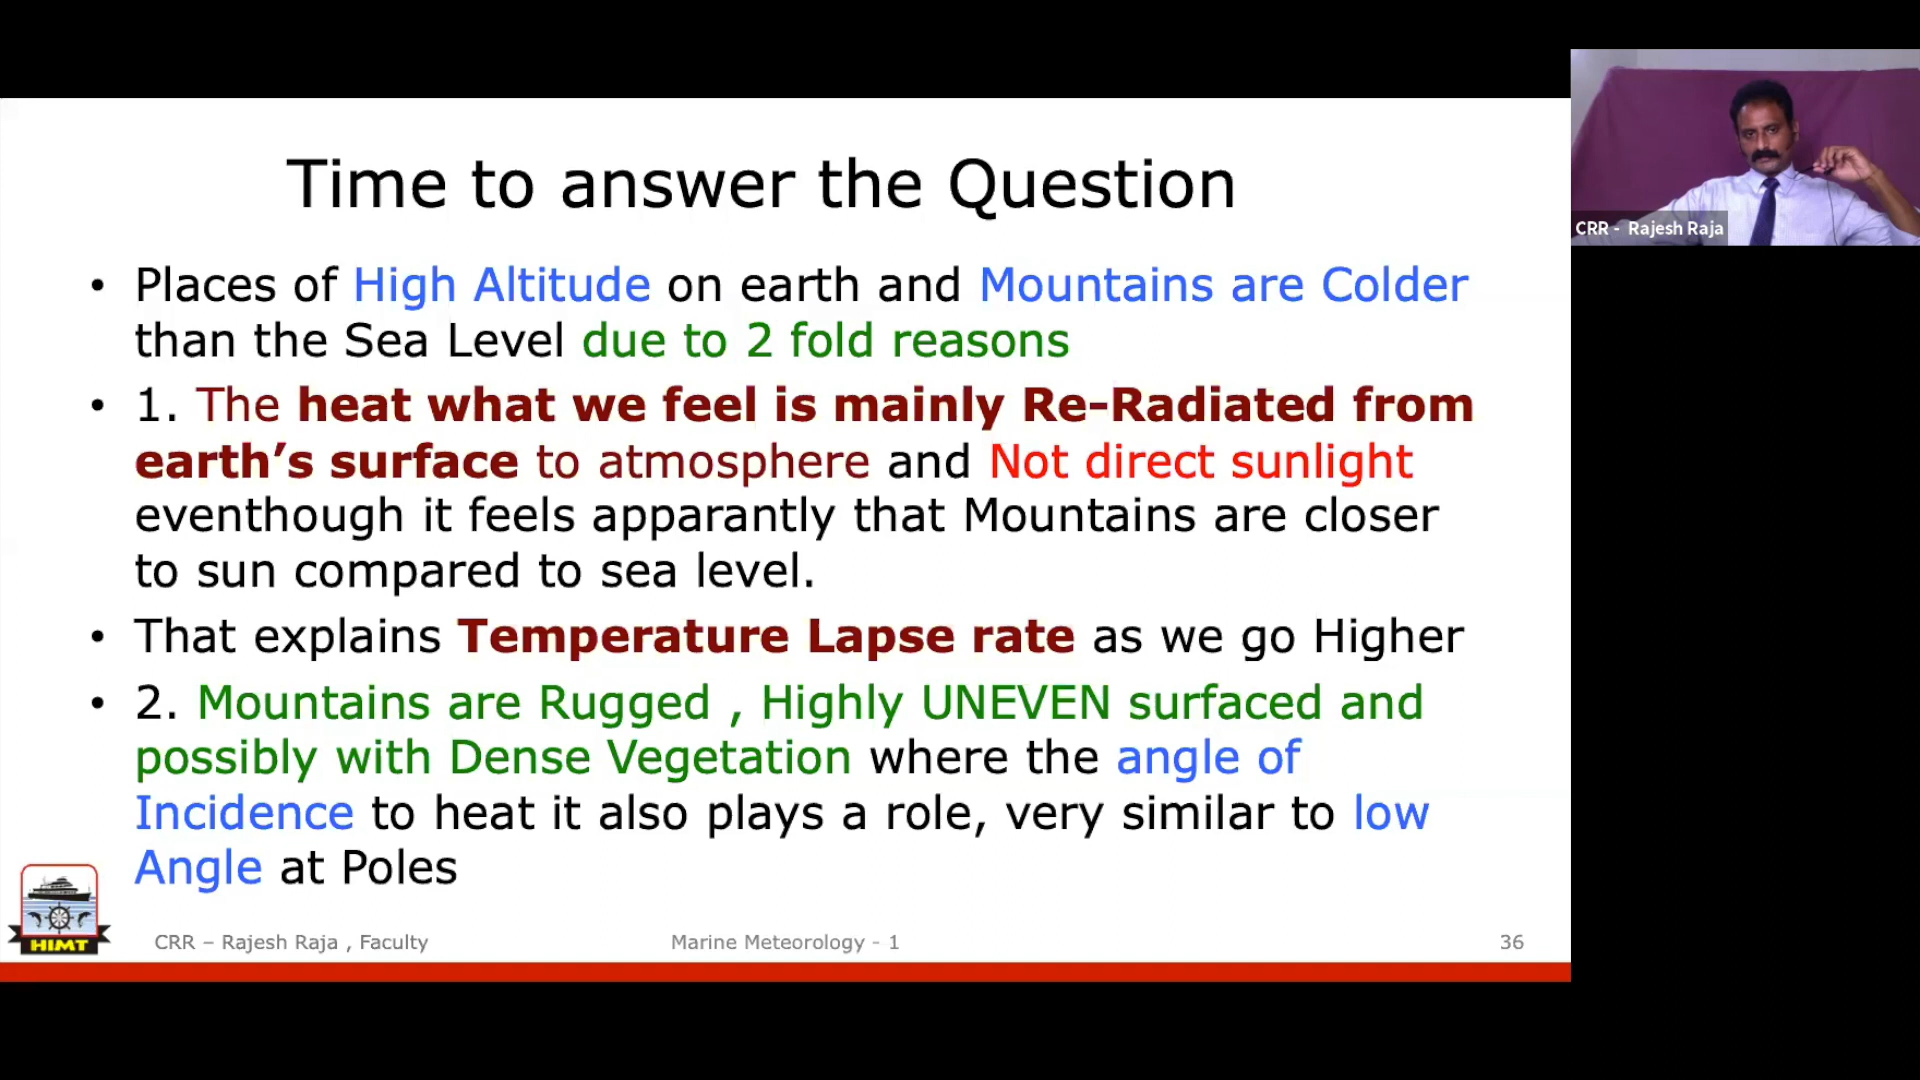 Time to answer the Question
CRR - Rajesh Raja
• Places of High Altitude on earth and Mountains are Colder
than the Sea Level due to 2 fold reasons
• 1. The heat what we feel is mainly Re-Radiated from
earth’s surface to atmosphere and Not direct sunlight
eventhough it feels apparantly that Mountains are closer
to sun compared to sea level.
• That explains Temperature Lapse rate as we go Higher
• 2. Mountains are Rugged , Highly UNEVEN surfaced and
possibly with Dense Vegetation where the angle of
Incidence to heat it also plays a role, very similar to low
Angle at Poles
HIMT
CRR – Rajesh Raja , Faculty
Marine Meteorology - 1
36